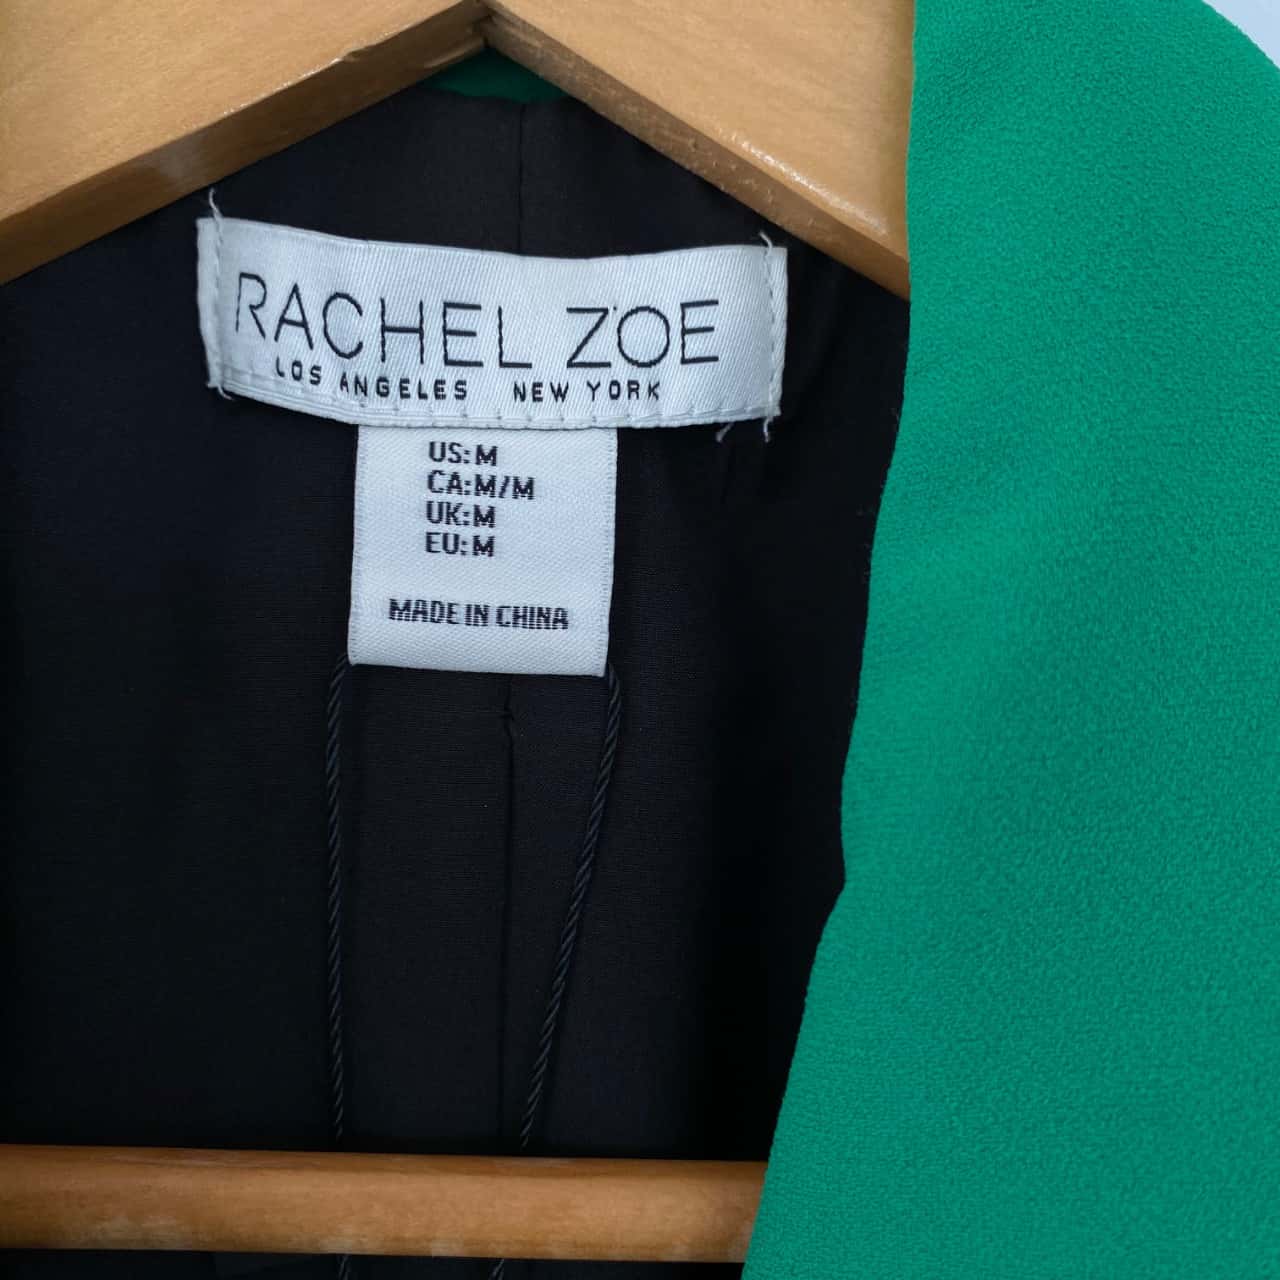 RACHEL ZOE
LOS ANGELES NEW YORK
US: M
CA: M/M
UK: M
EU: M
MADE IN CHINA